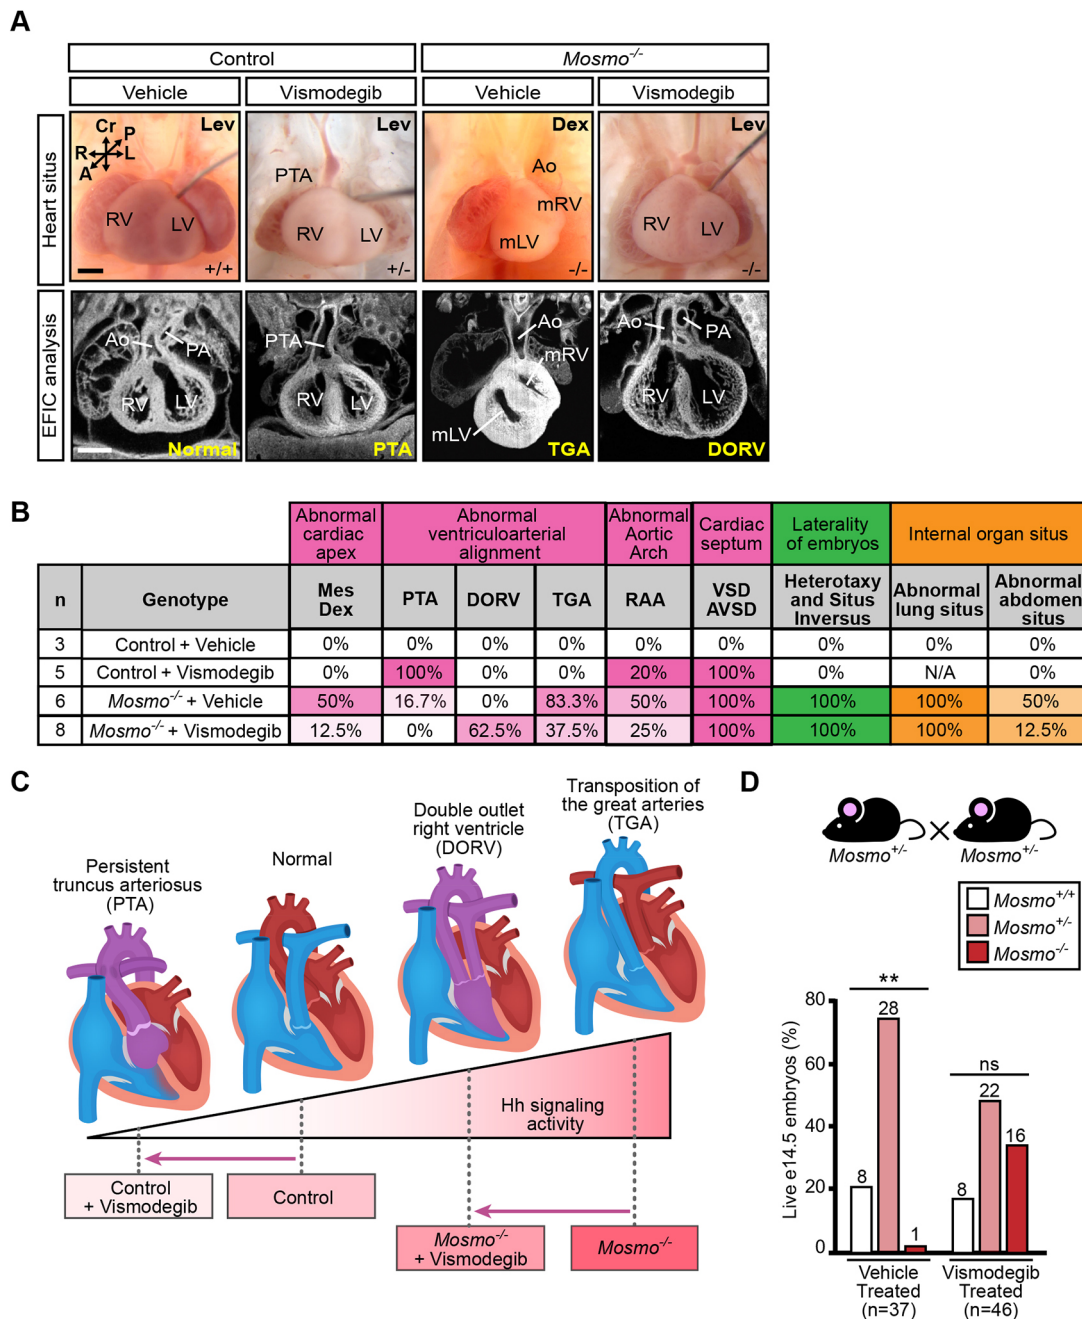 A
Control
Mosmo-/-
Vehicle
Vismodegib
Vehicle
Vismodegib
Heart situs
Cr
P
R
L
A
Lev
RV
LV
+/+
Lev
PTA
RV
LV
+/-
Dex
Ao
mRV
mLV
-/-
Lev
RV
LV
-/-
EFIC analysis
Ao
PA
RV
LV
Normal
PTA
RV
LV
PTA
Ao
mRV
mLV
TGA
Ao
PA
RV
LV
DORV
B
Abnormal cardiac apex
Abnormal ventriculoarterial alignment
Abnormal Aortic Arch
Cardiac septum
Laterality of embryos
Internal organ situs
n Genotype Mes Dex PTA DORV TGA RAA VSD AVSD Heterotaxy and Situs Inversus Abnormal lung situs Abnormal abdomen situs
3 Control + Vehicle 0% 0% 0% 0% 0% 0% 0% 0% 0%
5 Control + Vismodegib 0% 100% 0% 0% 20% 100% 0% N/A 0%
6 Mosmo-/- + Vehicle 50% 16.7% 0% 83.3% 50% 100% 100% 100% 50%
8 Mosmo-/- + Vismodegib 12.5% 0% 62.5% 37.5% 25% 100% 100% 100% 12.5%
C
Persistent
truncus arteriosus
(PTA)
Normal
Double outlet
right ventricle
(DORV)
Transposition of
the great arteries
(TGA)
Hh signaling
activity
Control
+ Vismodegib
Control
Mosmo-/-
+ Vismodegib
Mosmo-/-
D
Mosmo+/-
×
Mosmo+/-
Mosmo+/+
Mosmo+/-
Mosmo-/-
Live e14.5 embryos (%)
80
60
40
20
0
**
8
28
1
ns
8
22
16
Vehicle
Treated
(n=37)
Vismodegib
Treated
(n=46)